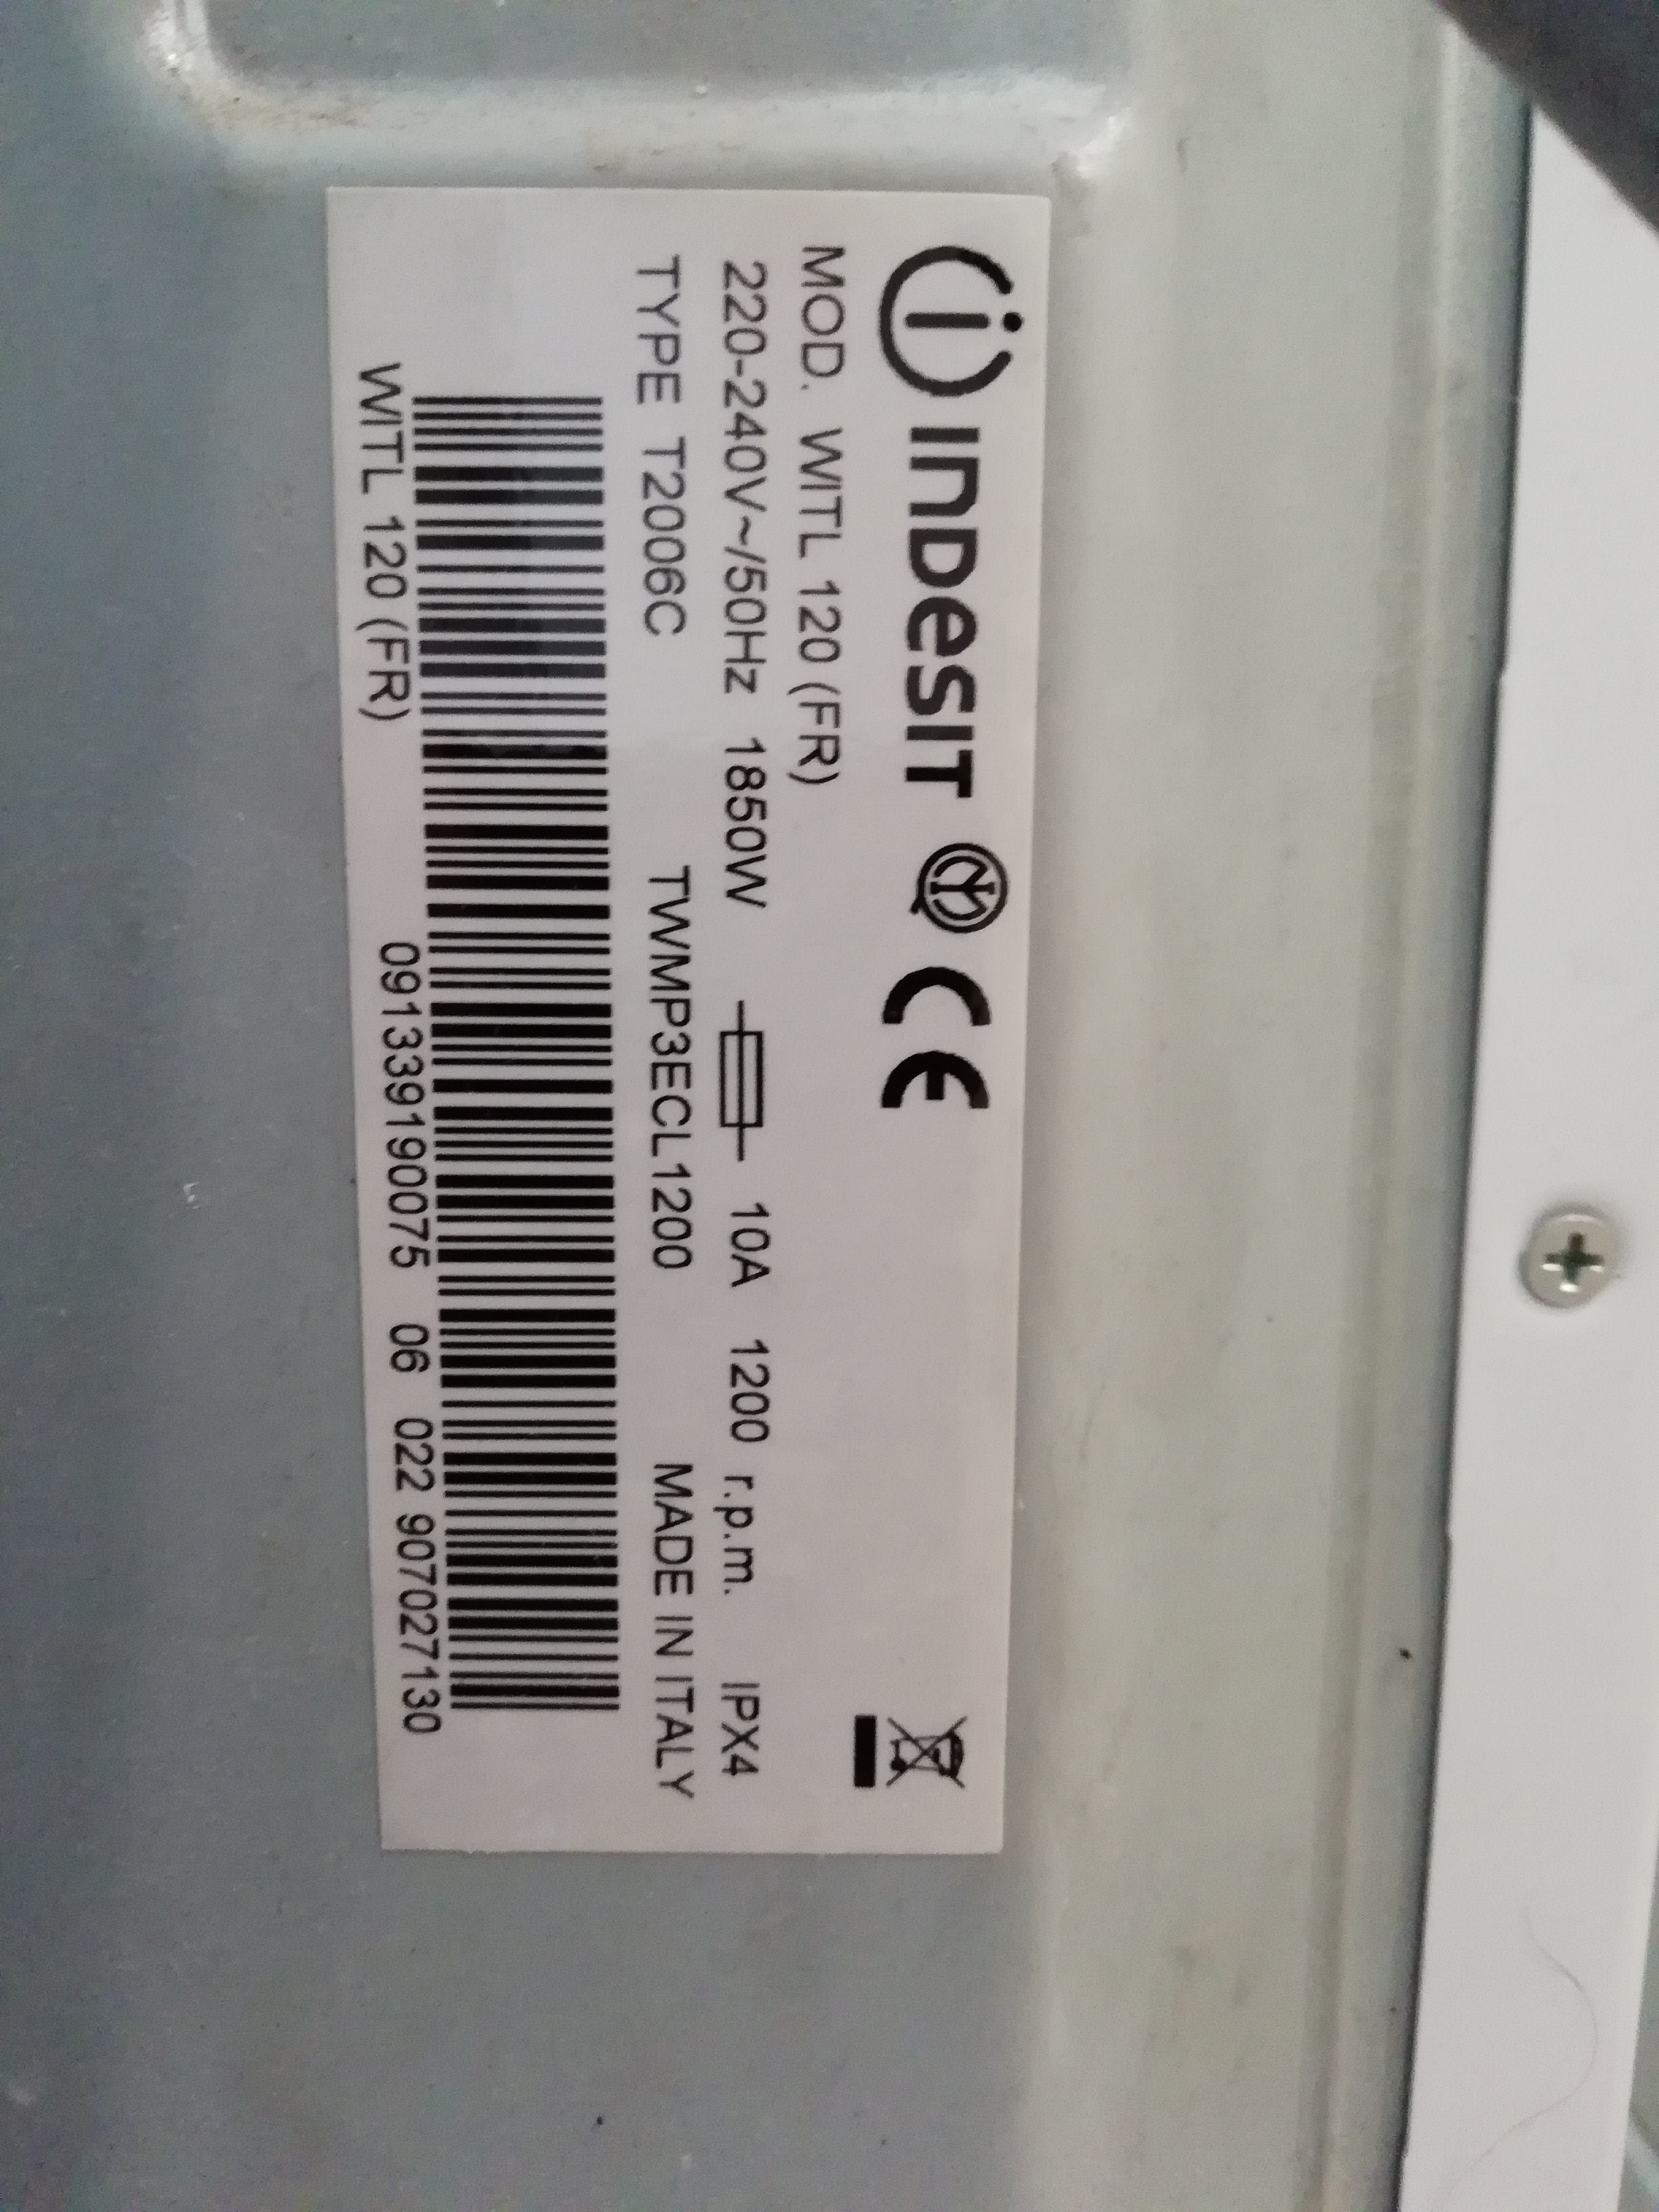 INDESIT CE
MOD. WITL 120 (FR)
220-240V~/50Hz 1850W 10A 1200 r.p.m. IPX4
TYPE T2006C TWMP3ECL1200 MADE IN ITALY
WITL 120 (FR) 091339190075 06 022 907027130